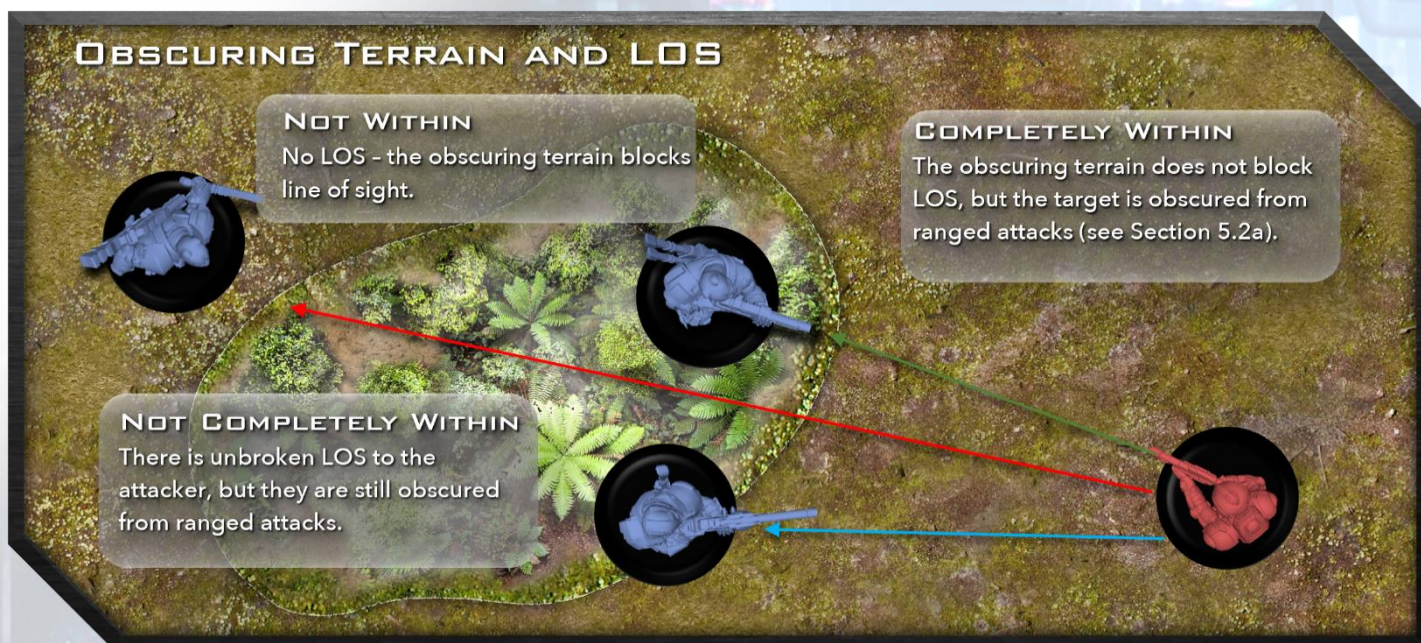 Obscuring Terrain and LOS
Not Within
No LOS - the obscuring terrain blocks
line of sight.
Completely Within
The obscuring terrain does not block
LOS, but the target is obscured from
ranged attacks (see Section 5.2a).
Not Completely Within
There is unbroken LOS to the
attacker, but they are still obscured
from ranged attacks.